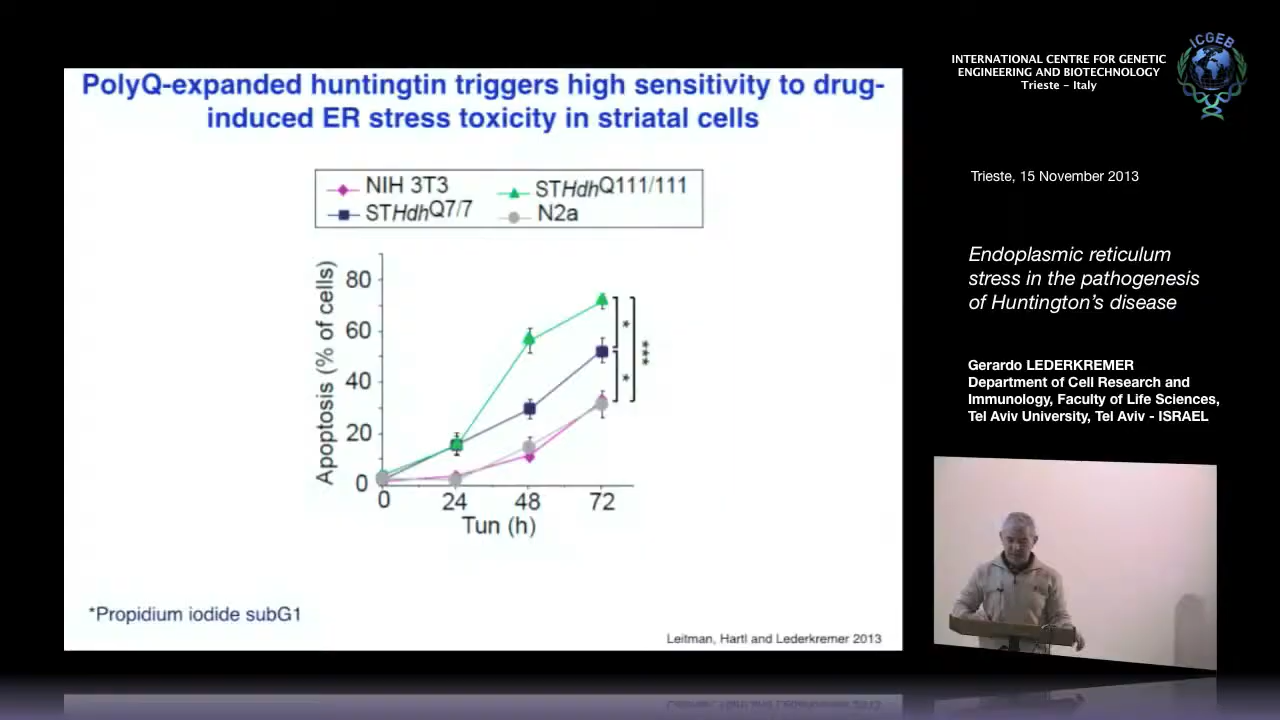 PolyQ-expanded huntingtin triggers high sensitivity to drug-
induced ER stress toxicity in striatal cells
NIH 3T3
STHdhQ111/111
STHdhQ7/7
N2a
Apoptosis (% of cells)
80
60
40
20
0
0 24 48 72
Tun (h)
*
***
*
*Propidium iodide subG1
Leitman, Hartl and Lederkremer 2013
INTERNATIONAL CENTRE FOR GENETIC
ENGINEERING AND BIOTECHNOLOGY
Trieste - Italy
ICGEB
Trieste, 15 November 2013
Endoplasmic reticulum
stress in the pathogenesis
of Huntington's disease
Gerardo LEDERKREMER
Department of Cell Research and
Immunology, Faculty of Life Sciences,
Tel Aviv University, Tel Aviv - ISRAEL